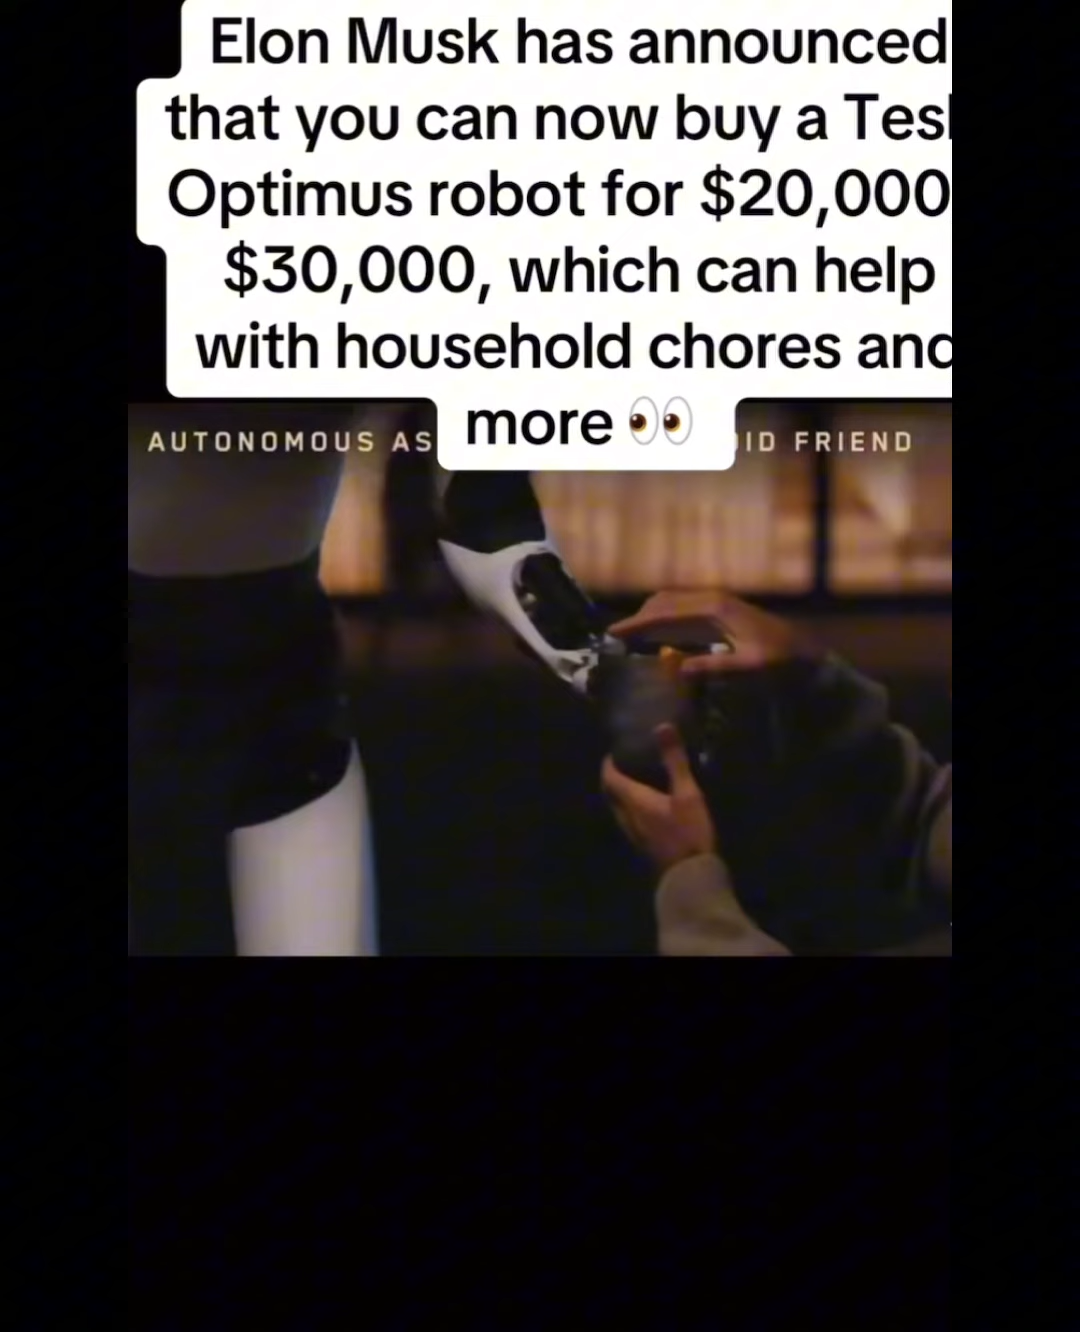 Elon Musk has announced
that you can now buy a Tesl
Optimus robot for $20,000
$30,000, which can help
with household chores and
more 👀
AUTONOMOUS AS ID FRIEND